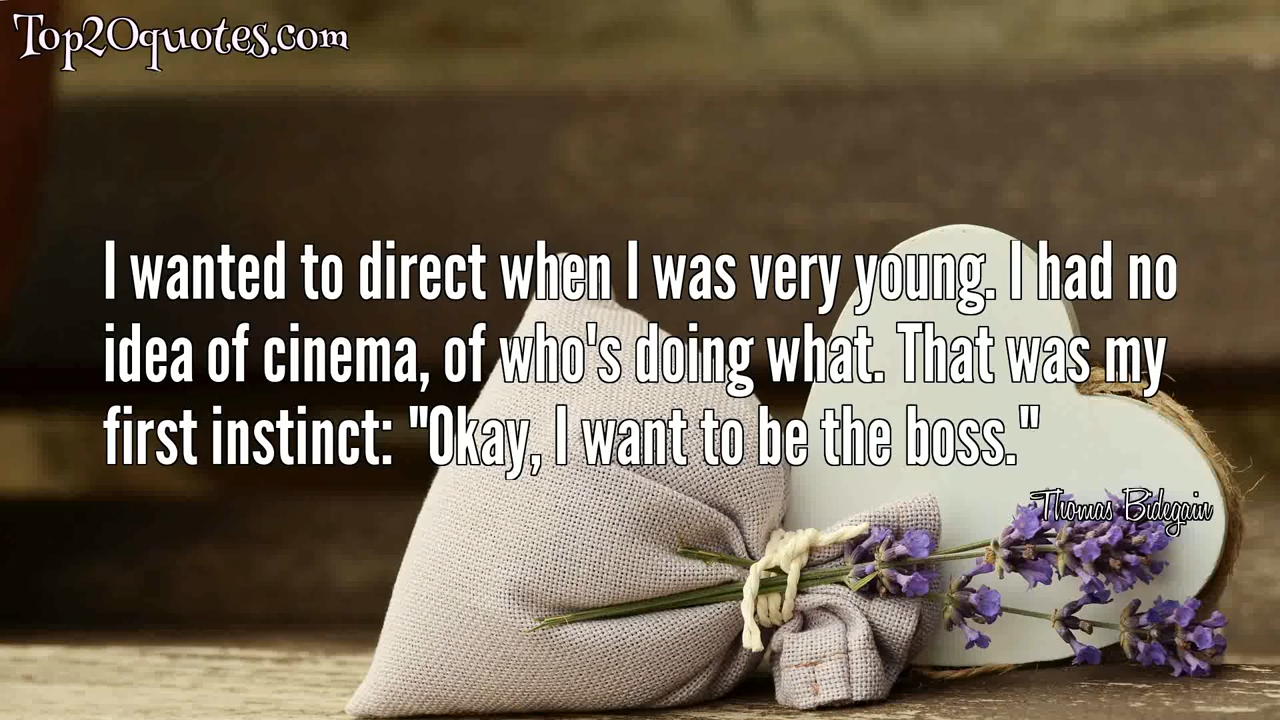 Top20quotes.com
I wanted to direct when I was very young. I had no
idea of cinema, of who's doing what. That was my
first instinct: "Okay, I want to be the boss."
Thomas Bidegain